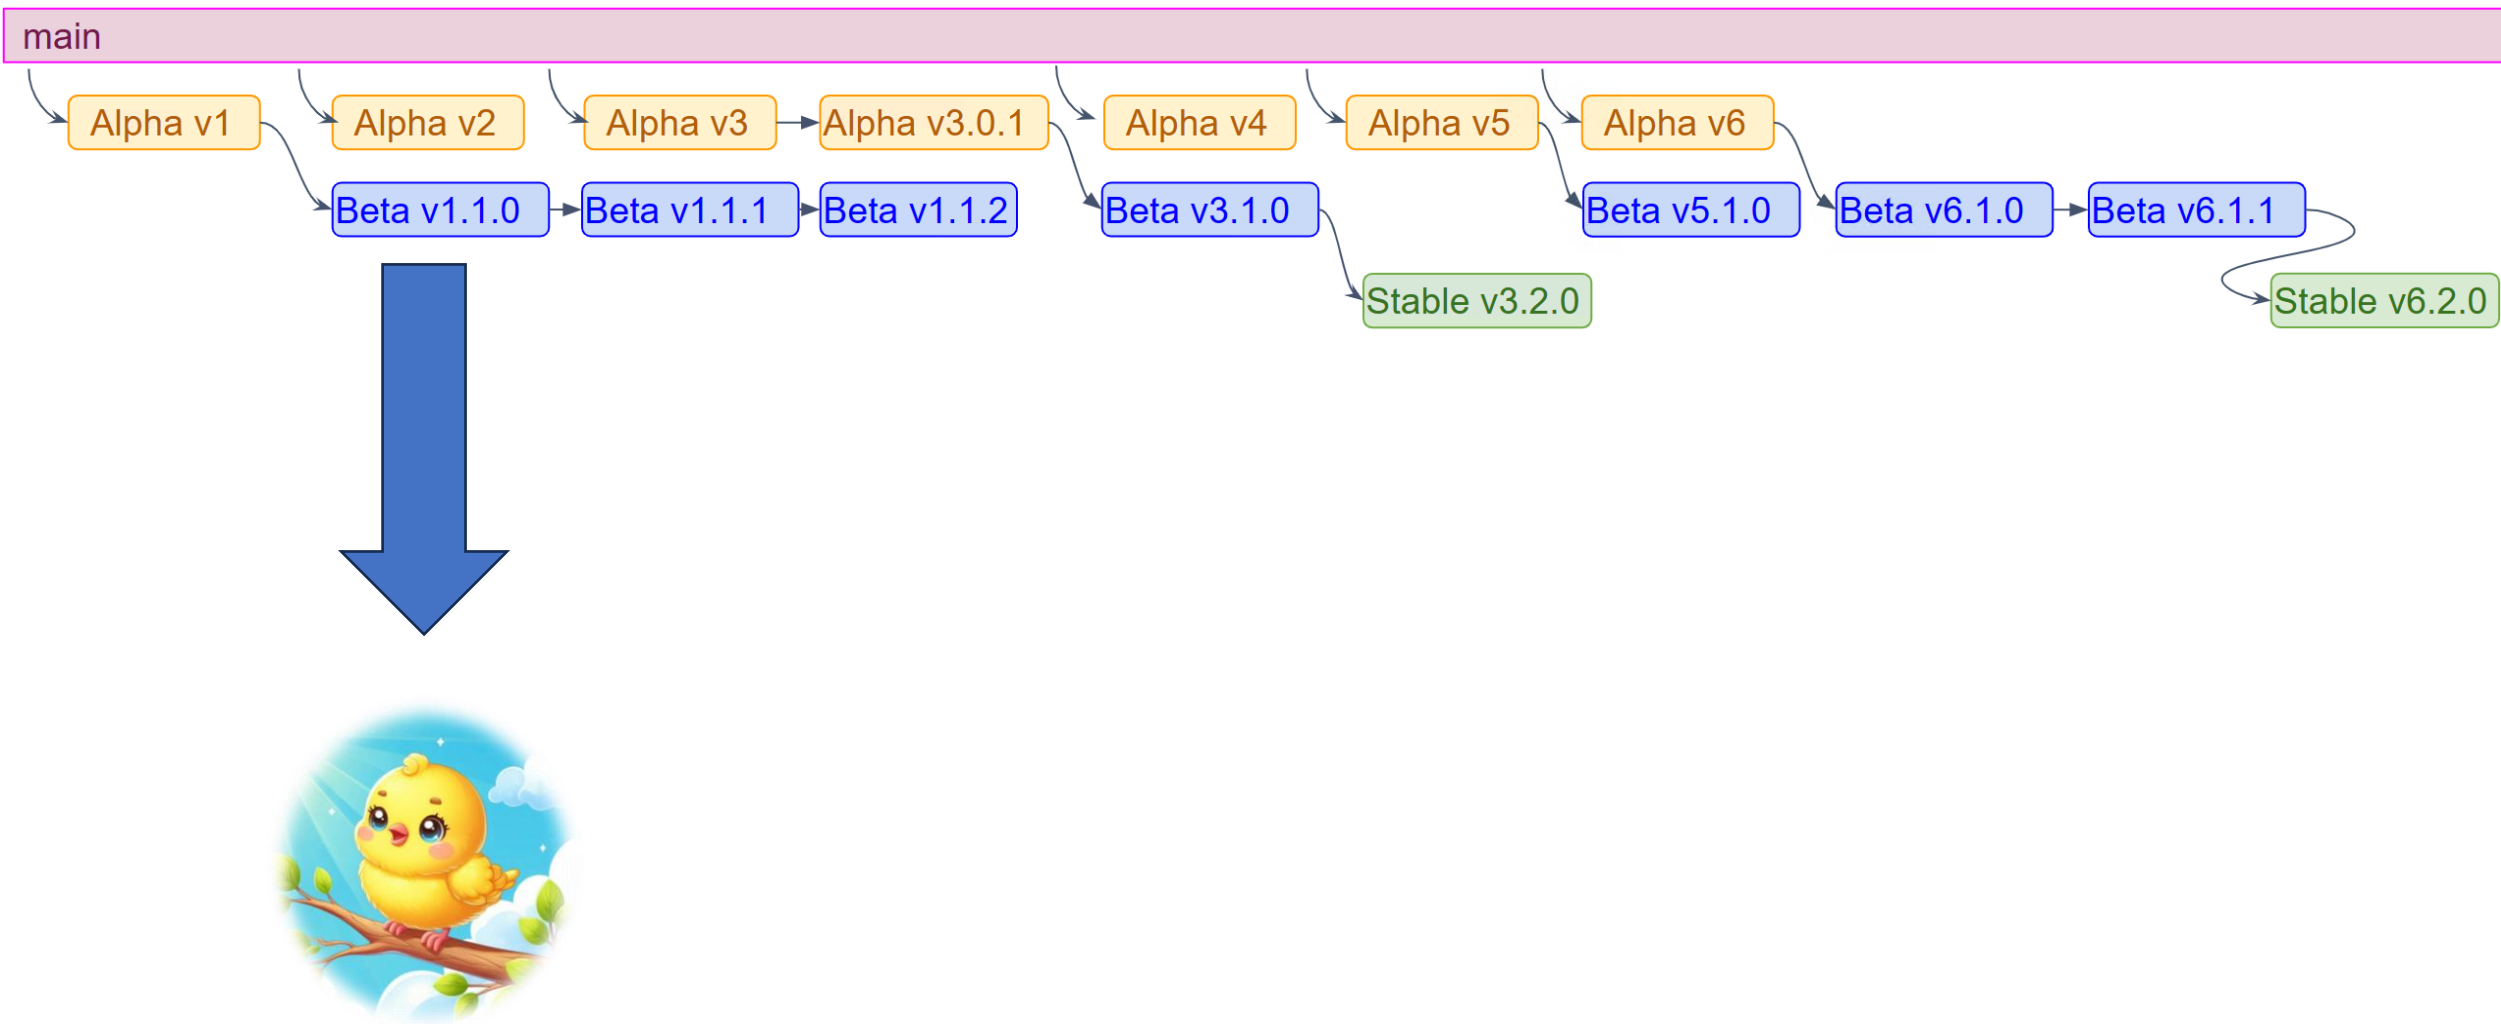 main
Alpha v1
Alpha v2
Alpha v3
Alpha v3.0.1
Alpha v4
Alpha v5
Alpha v6
Beta v1.1.0
Beta v1.1.1
Beta v1.1.2
Beta v3.1.0
Beta v5.1.0
Beta v6.1.0
Beta v6.1.1
Stable v3.2.0
Stable v6.2.0